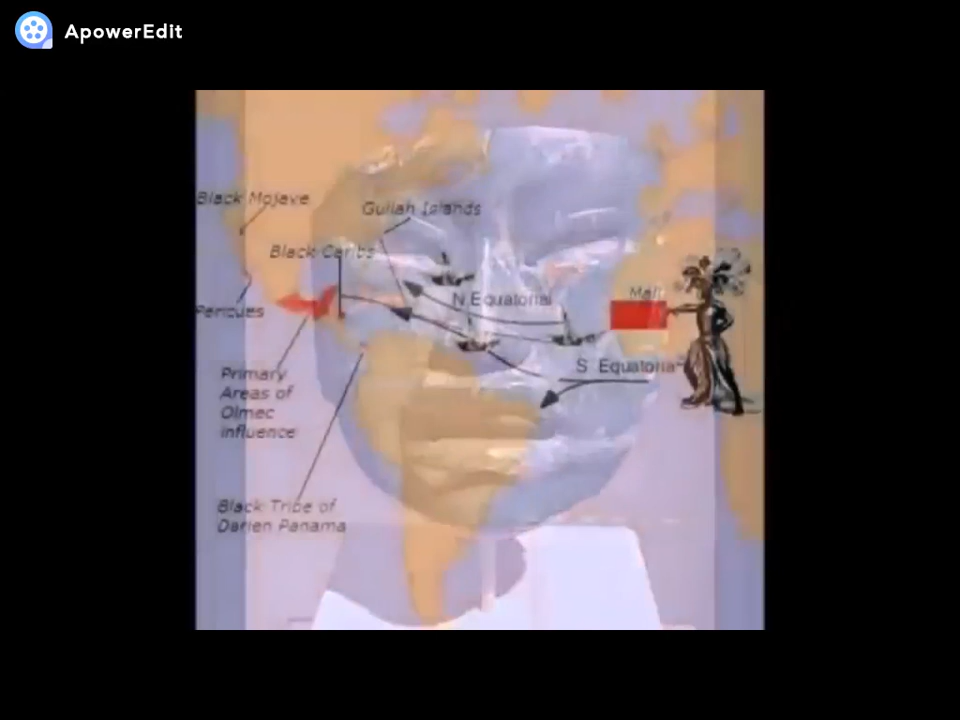 ApowerEdit
Black Mojave
Gullah Islands
Black Caribs
N Equatorial
Mali
Pericues
S Equatorial
Primary
Areas of
Olmec
influence
Black Tribe of
Darien Panama